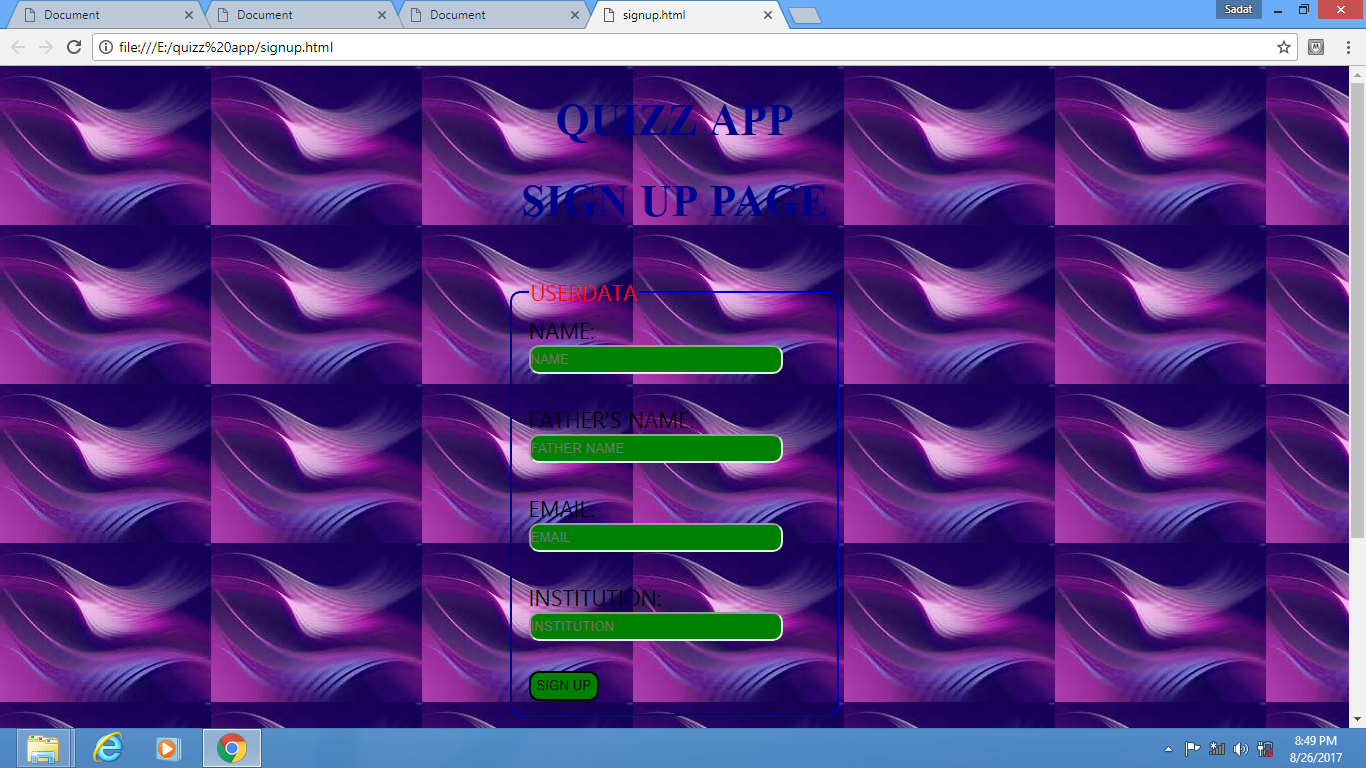 Document
Document
Document
signup.html
Sadat
file:///E:/quizz%20app/signup.html
QUIZZ APP
SIGN UP PAGE
USERDATA
NAME:
NAME
FATHER'S NAME:
FATHER NAME
EMAIL:
EMAIL
INSTITUTION:
INSTITUTION
SIGN UP
8:49 PM
8/26/2017